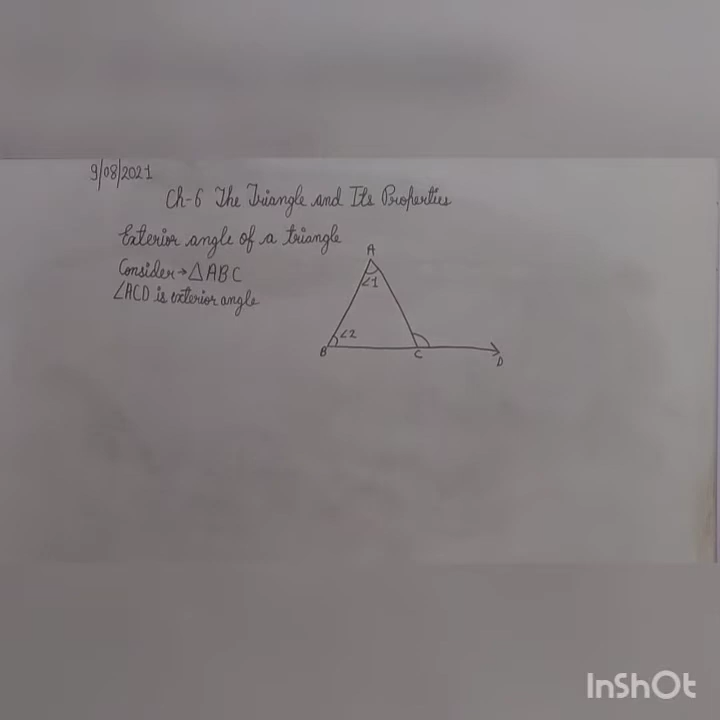 9/08/2021
Ch-6 The Triangle and Its Properties
Exterior angle of a triangle
Consider → △ABC
∠ACD is exterior angle
A
∠1
∠2
B
C
D
InShOt